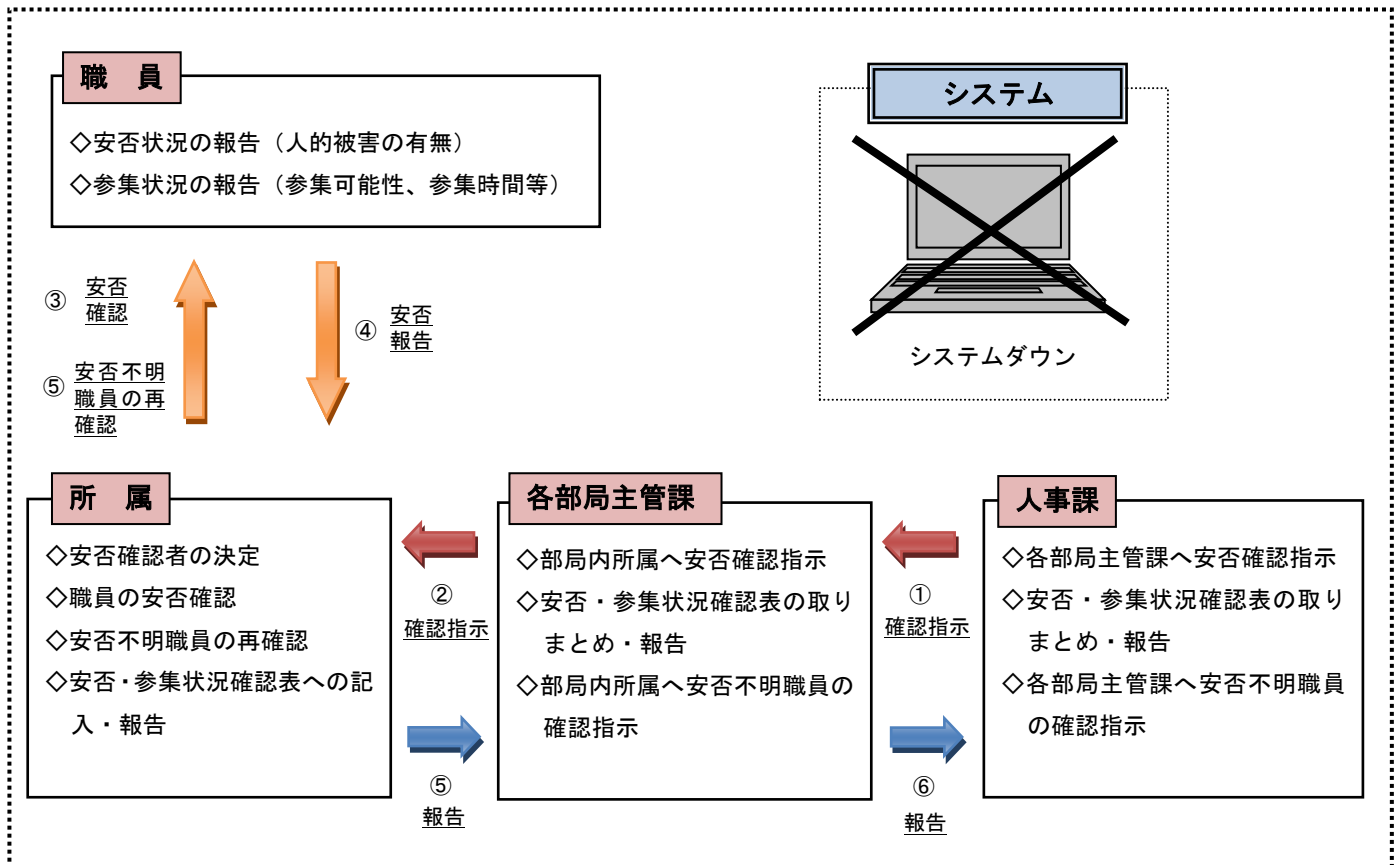 職　員
◇安否状況の報告（人的被害の有無）
◇参集状況の報告（参集可能性、参集時間等）
システム
システムダウン
③ 安否
確認
④ 安否
報告
⑤ 安否不明
職員の再
確認
所　属
◇安否確認者の決定
◇職員の安否確認
◇安否不明職員の再確認
◇安否・参集状況確認表への記
入・報告
②
確認指示
⑤
報告
各部局主管課
◇部局内所属へ安否確認指示
◇安否・参集状況確認表の取り
まとめ・報告
◇部局内所属へ安否不明職員の
確認指示
①
確認指示
⑥
報告
人事課
◇各部局主管課へ安否確認指示
◇安否・参集状況確認表の取り
まとめ・報告
◇各部局主管課へ安否不明職員
の確認指示